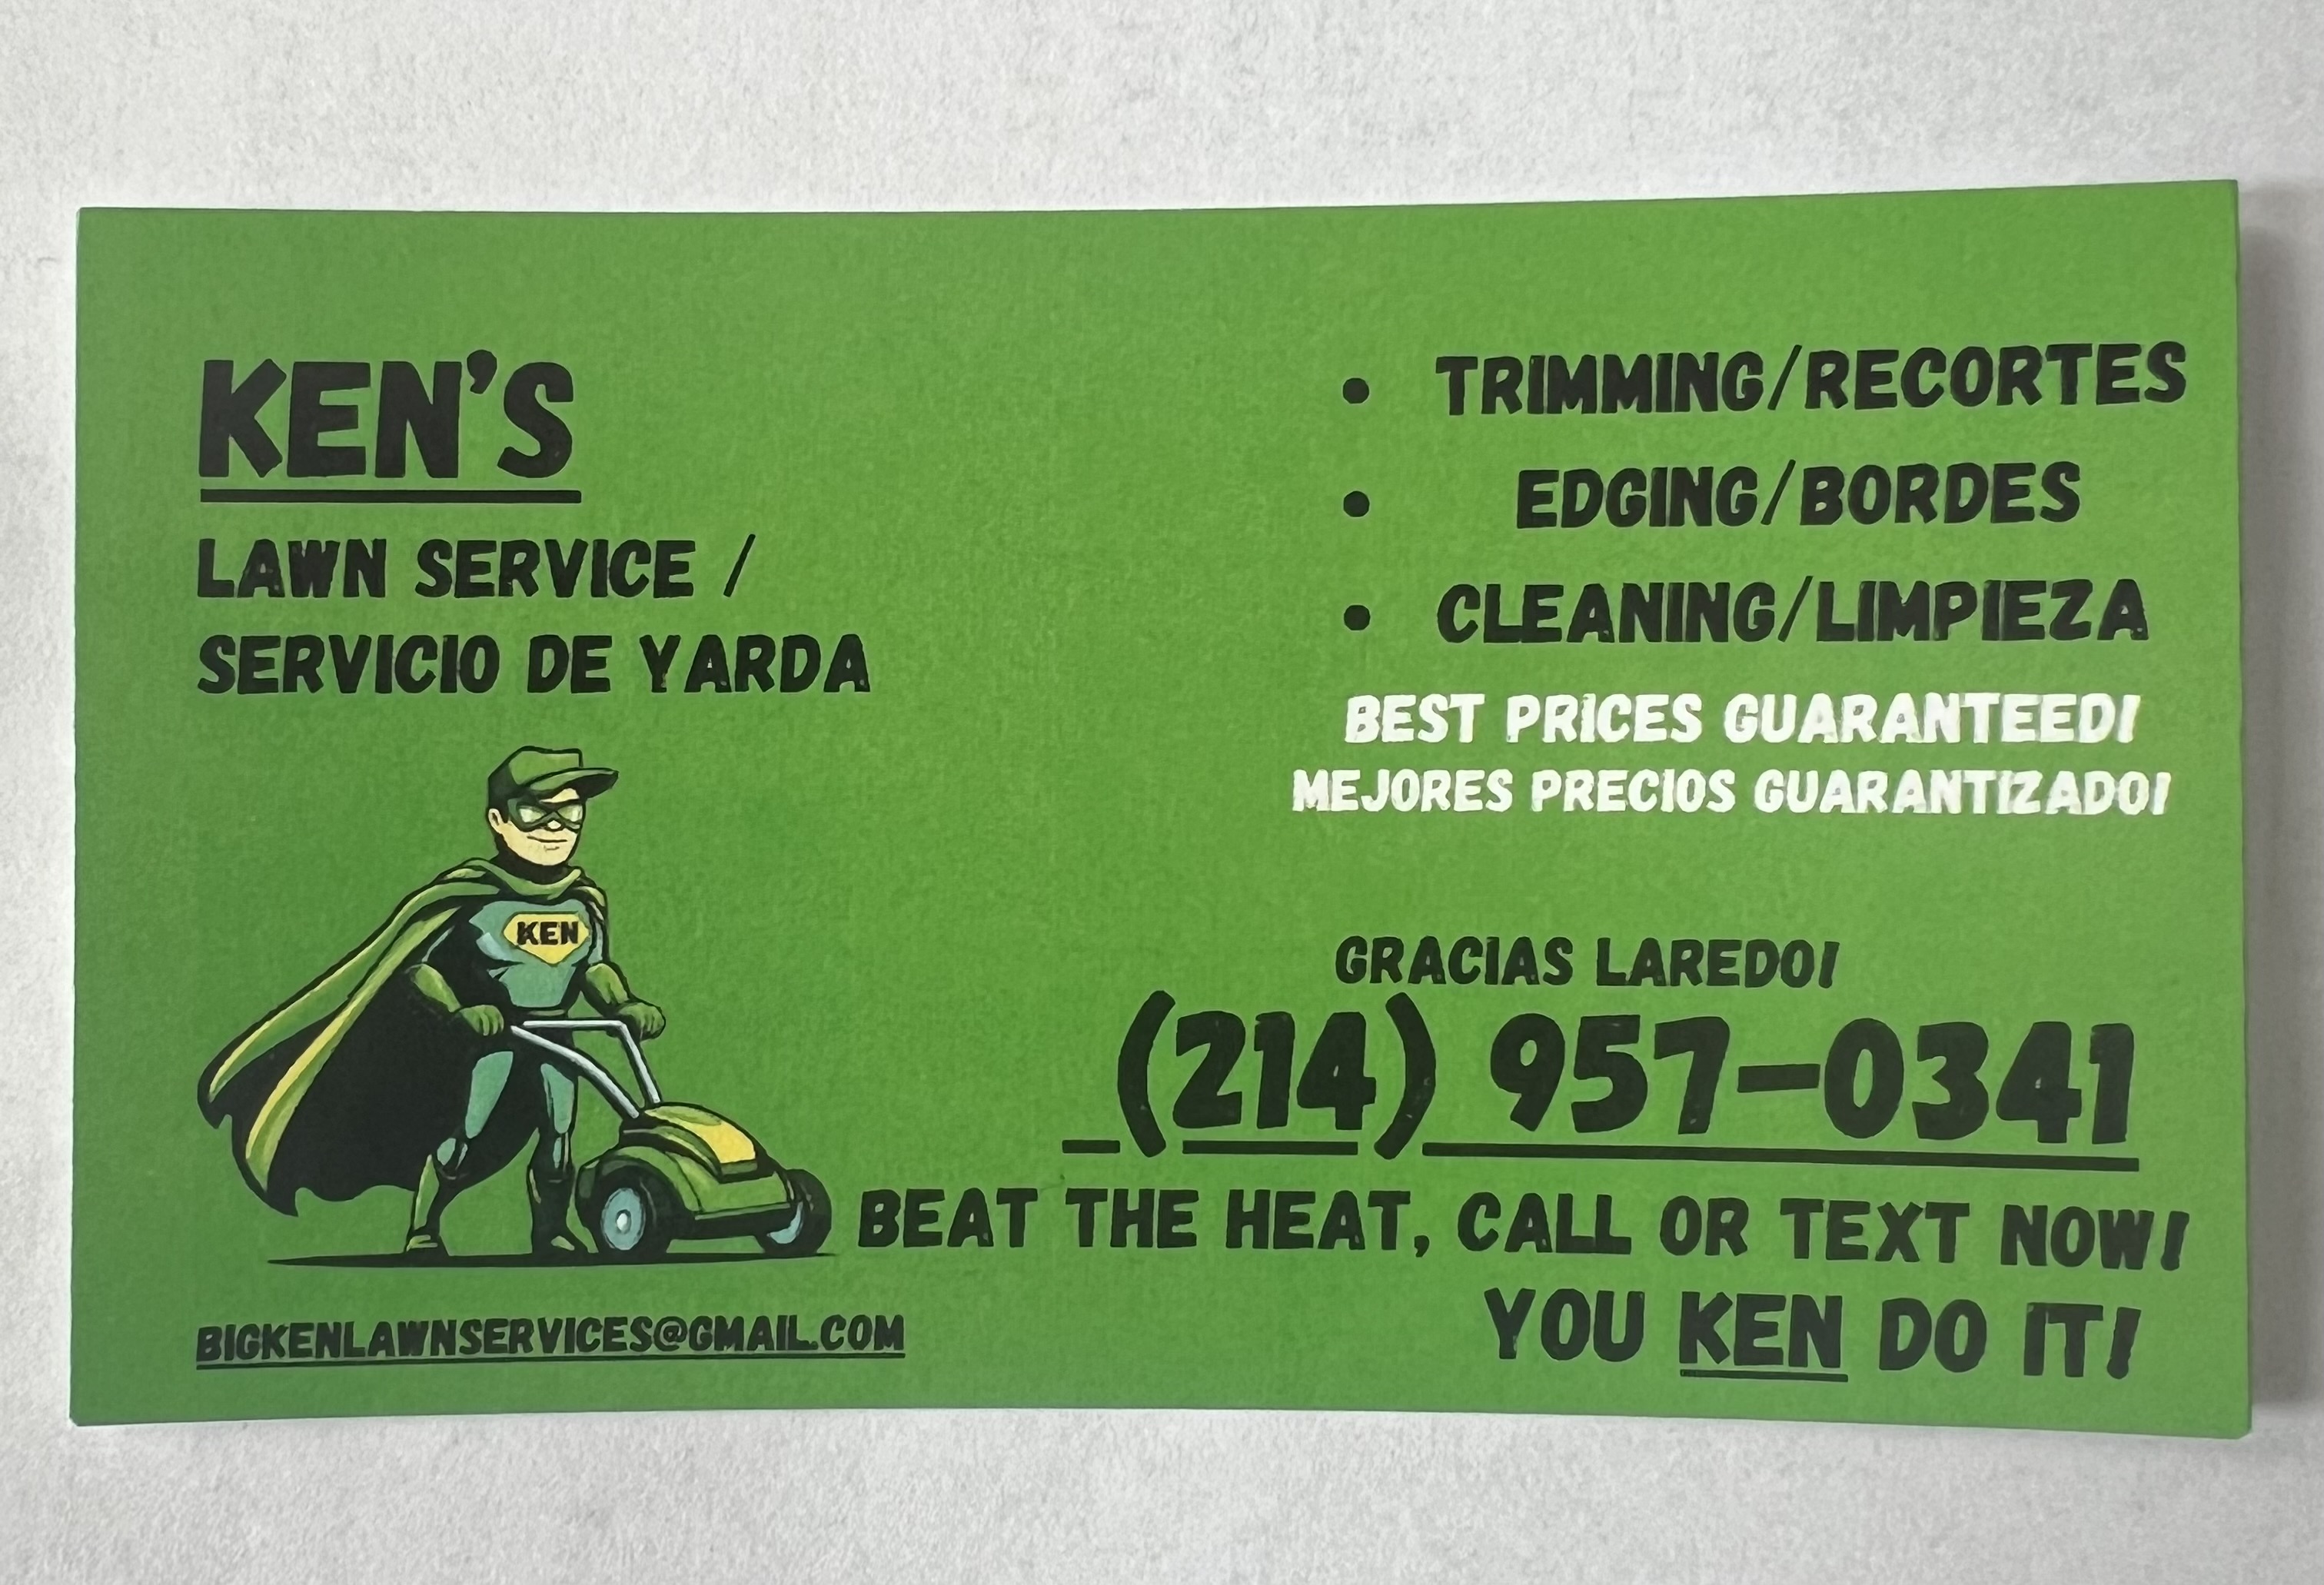 KEN'S
LAWN SERVICE /
SERVICIO DE YARDA
KEN
BIGKENLAWNSERVICES@GMAIL.COM
• TRIMMING/RECORTES
• EDGING/BORDES
• CLEANING/LIMPIEZA
BEST PRICES GUARANTEED!
MEJORES PRECIOS GUARANTIZADO!
GRACIAS LAREDO!
(214) 957-0341
BEAT THE HEAT, CALL OR TEXT NOW!
YOU KEN DO IT!